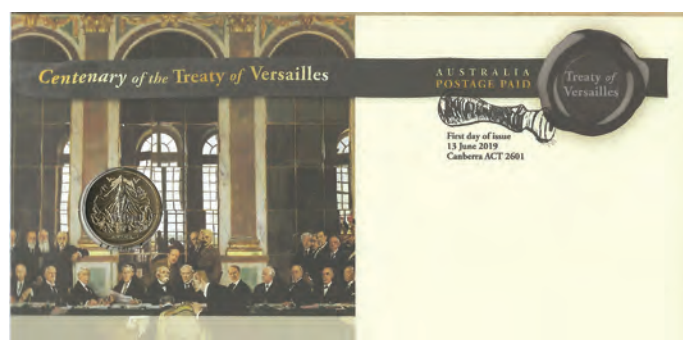 Centenary of the Treaty of Versailles
AUSTRALIA
POSTAGE PAID
Treaty of
Versailles
First day of issue
13 June 2019
Canberra ACT 2601